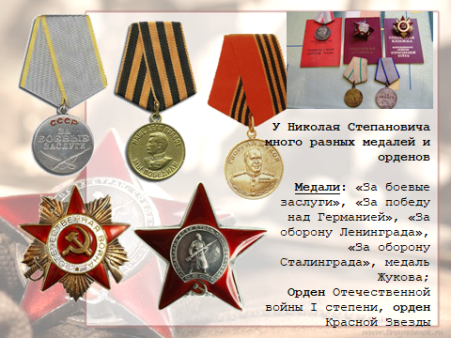 СССР
ЗА
БОЕВЫЕ
ЗАСЛУГИ
У Николая Степановича
много разных медалей и
орденов
Медали: «За боевые
заслуги», «За победу
над Германией», «За
оборону Ленинграда»,
«За оборону
Сталинграда», медаль
Жукова;
Орден Отечественной
войны I степени, орден
Красной Звезды